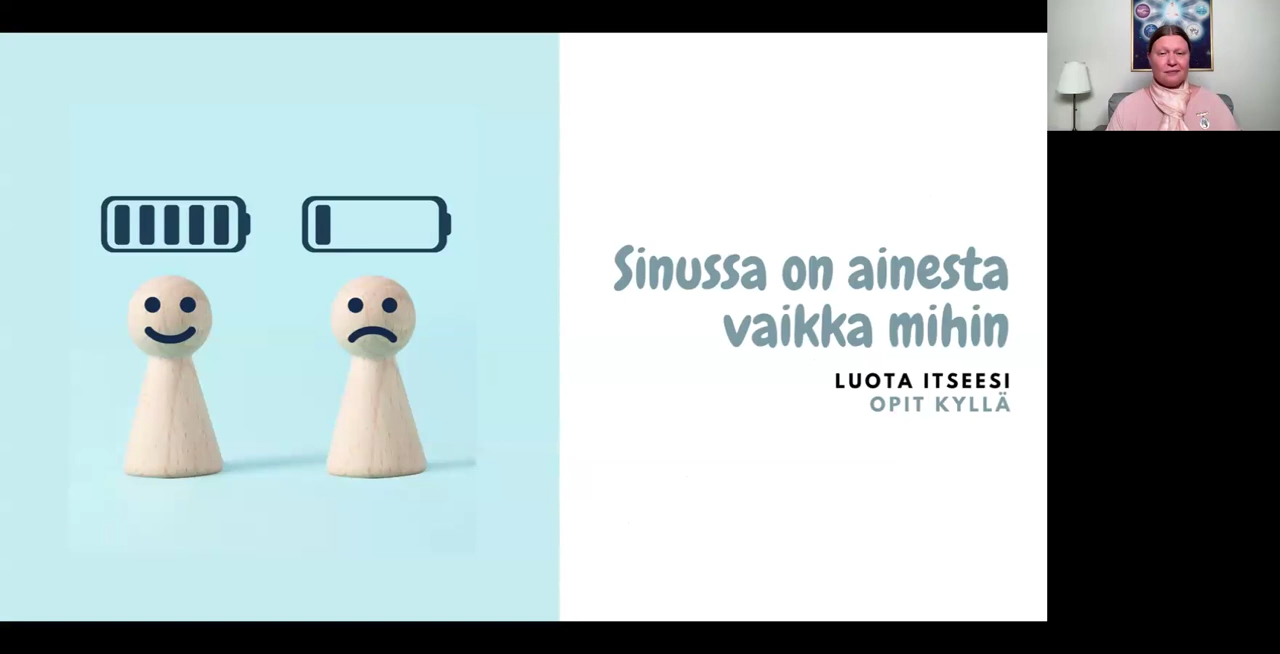 Sinussa on ainesta
vaikka mihin
LUOTA ITSEESI
OPIT KYLLÄ